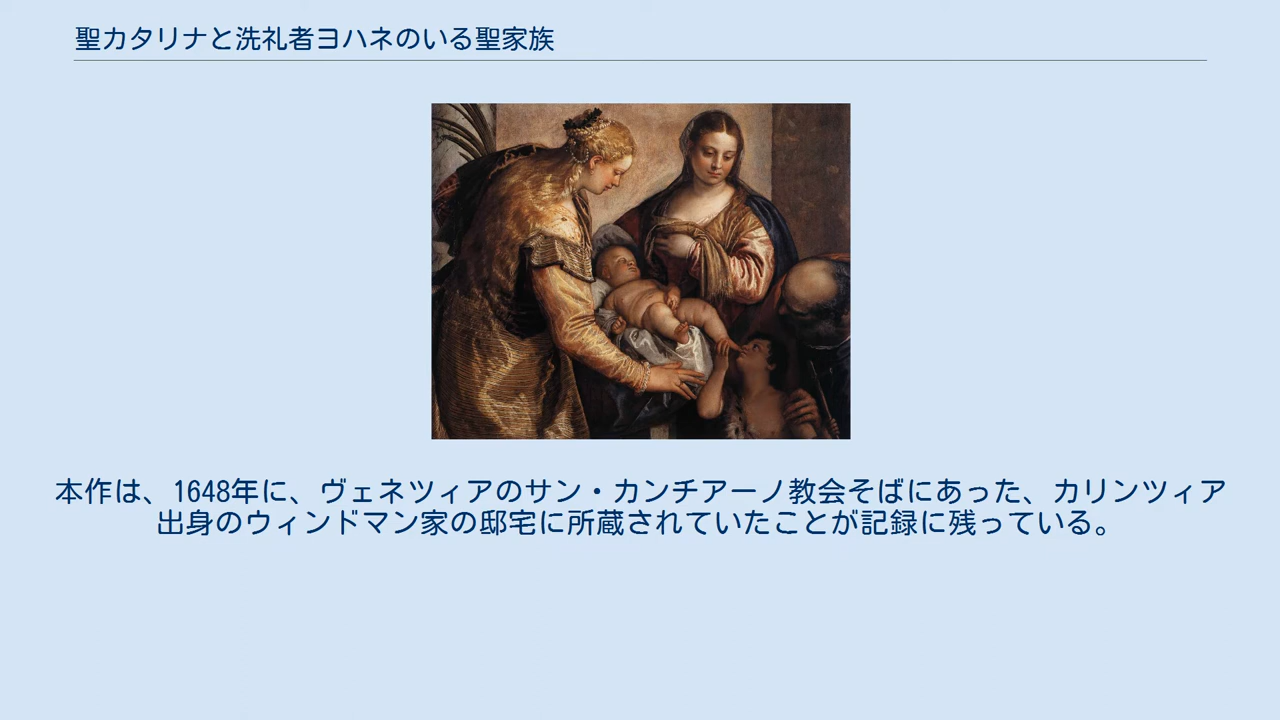 聖カタリナと洗礼者ヨハネのいる聖家族
本作は、1648年に、ヴェネツィアのサン・カンチアーノ教会そばにあった、カリンツィア
出身のウィンドマン家の邸宅に所蔵されていたことが記録に残っている。